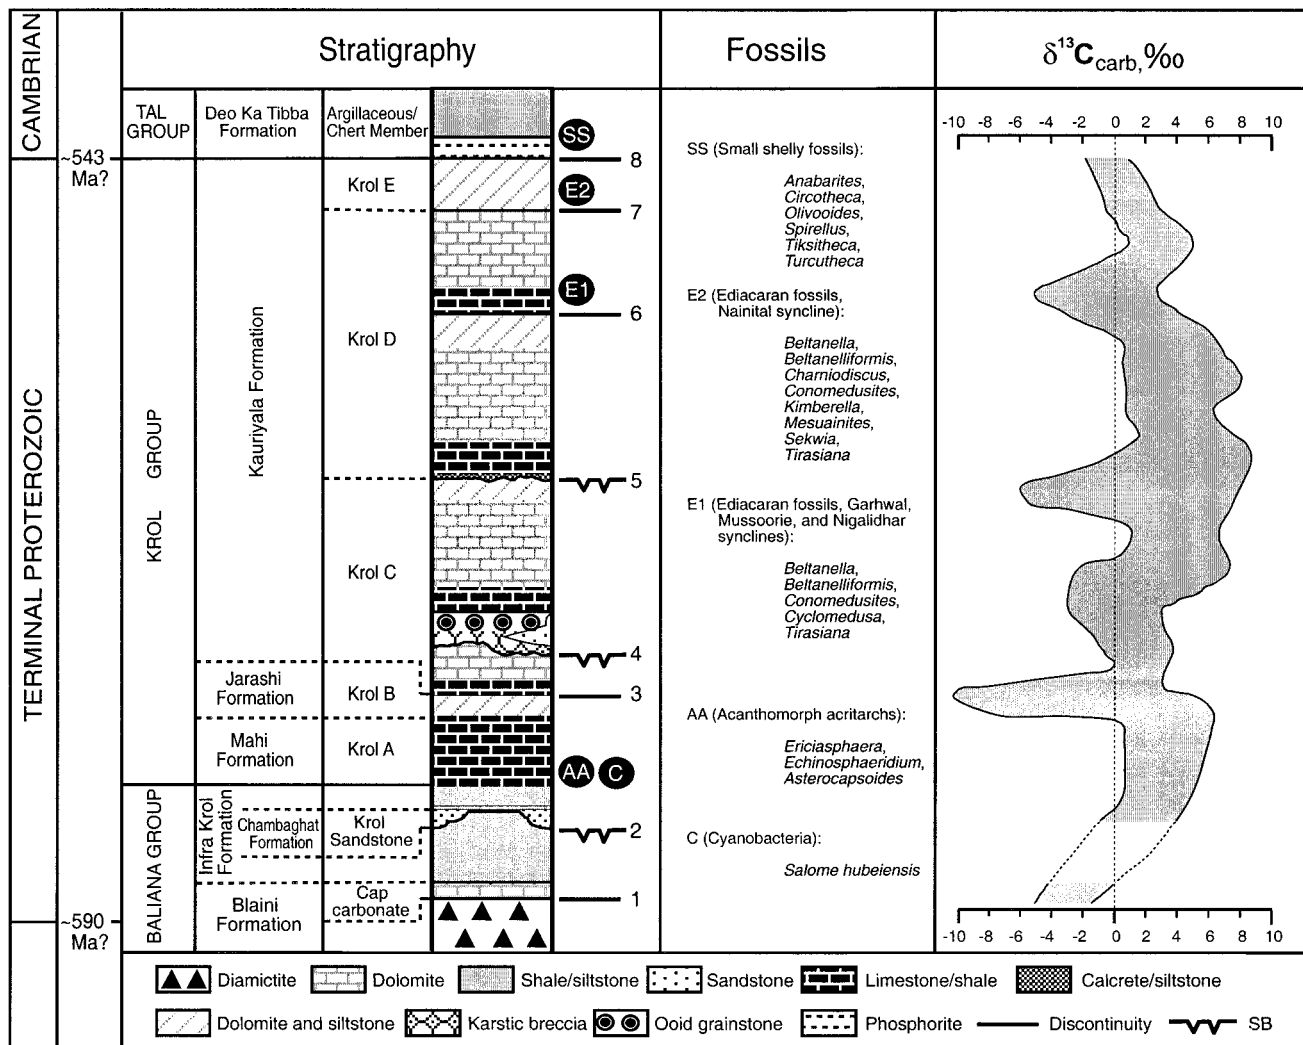 CAMBRIAN
TERMINAL PROTEROZOIC
~543
Ma?
~590
Ma?
Stratigraphy
TAL
GROUP
KROL GROUP
BALIANA GROUP
Deo Ka Tibba
Formation
Kauriyala Formation
Jarashi
Formation
Mahi
Formation
Infra Krol
Formation
Chambaghat
Formation
Blaini
Formation
Argillaceous/
Chert Member
Krol E
Krol D
Krol C
Krol B
Krol A
Krol
Sandstone
Cap
carbonate
SS
8
E2
7
E1
6
5
4
3
AA C
2
1
Fossils
SS (Small shelly fossils):
Anabarites,
Circotheca,
Olivooides,
Spirellus,
Tiksitheca,
Turcutheca
E2 (Ediacaran fossils,
Nainital syncline):
Beltanella,
Beltanelliformis,
Charniodiscus,
Conomedusites,
Kimberella,
Mesuainites,
Sekwia,
Tirasiana
E1 (Ediacaran fossils, Garhwal,
Mussoorie, and Nigalidhar
synclines):
Beltanella,
Beltanelliformis,
Conomedusites,
Cyclomedusa,
Tirasiana
AA (Acanthomorph acritarchs):
Ericiasphaera,
Echinosphaeridium,
Asterocapsoides
C (Cyanobacteria):
Salome hubeiensis
δ¹³Ccarb,‰
-10 -8 -6 -4 -2 0 2 4 6 8 10
-10 -8 -6 -4 -2 0 2 4 6 8 10
Diamictite Dolomite Shale/siltstone Sandstone Limestone/shale Calcrete/siltstone
Dolomite and siltstone Karstic breccia Ooid grainstone Phosphorite Discontinuity SB